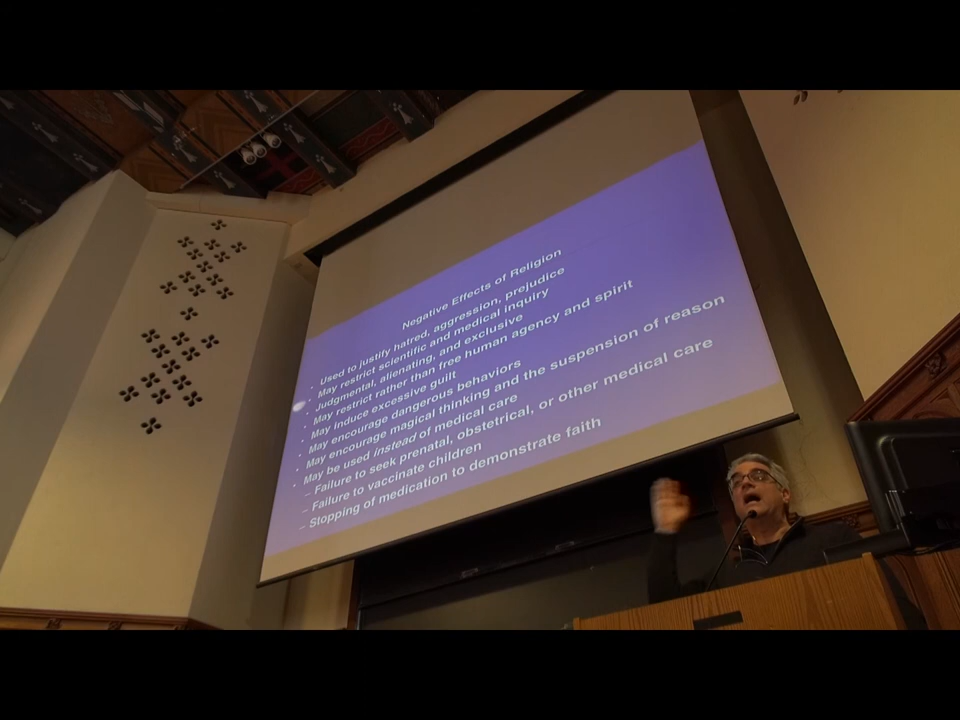 Negative Effects of Religion
• Used to justify hatred, aggression, prejudice
• May restrict scientific and medical inquiry
• Judgmental, alienating, and exclusive
• May restrict rather than free human agency and spirit
• May induce excessive guilt
• May encourage dangerous behaviors
• May encourage magical thinking and the suspension of reason
• May be used instead of medical care
– Failure to seek prenatal, obstetrical, or other medical care
– Failure to vaccinate children
– Stopping of medication to demonstrate faith